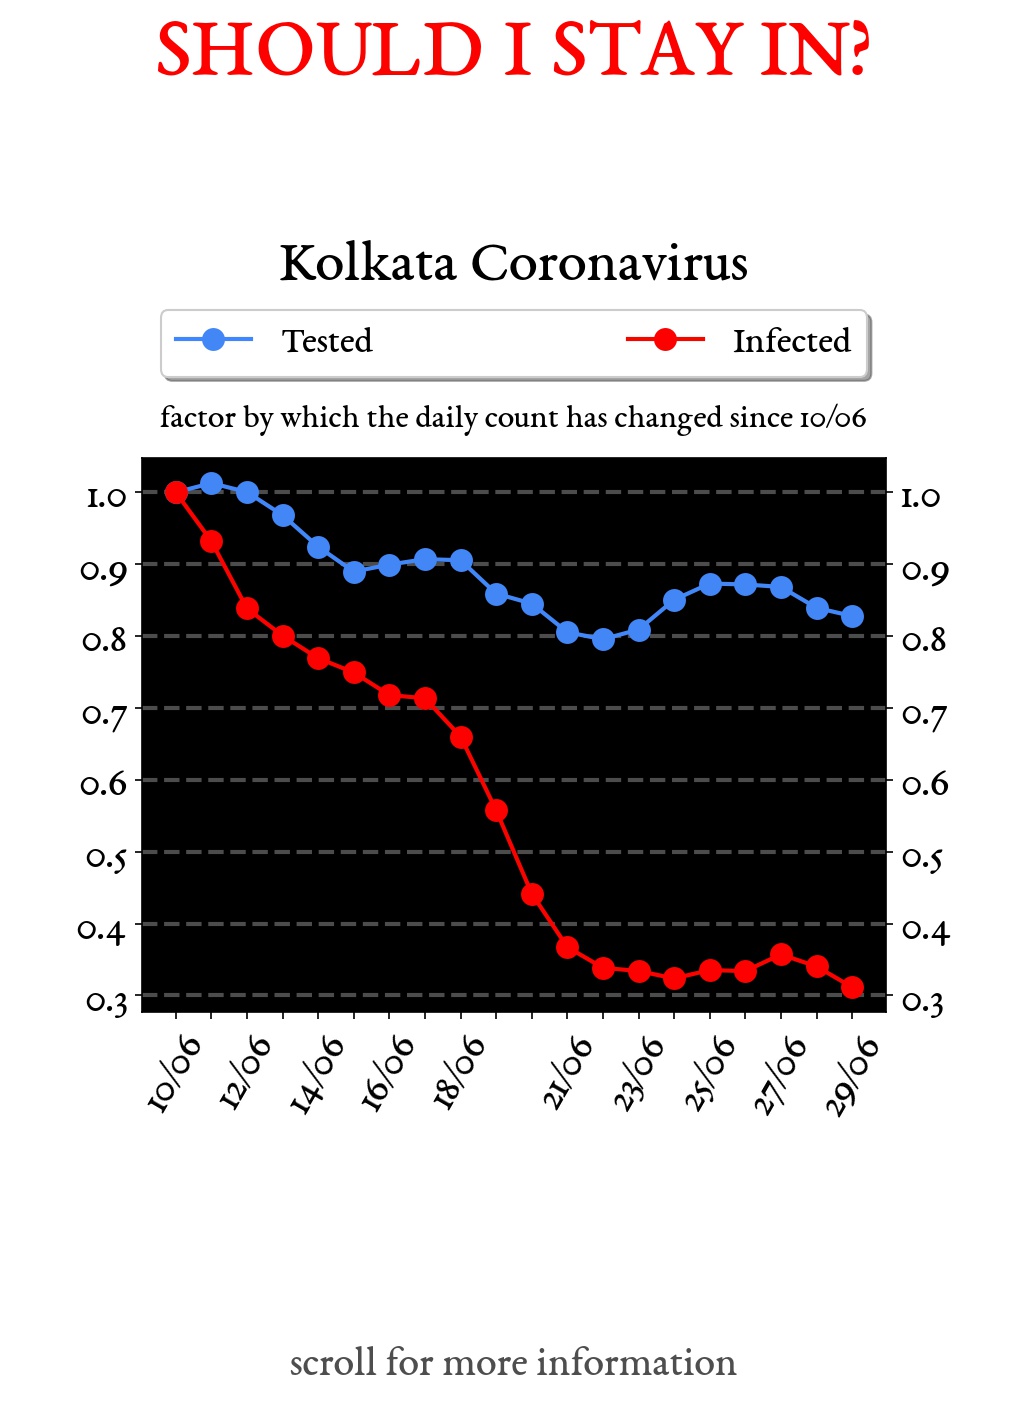 SHOULD I STAY IN?
Kolkata Coronavirus
Tested Infected
factor by which the daily count has changed since 10/06
1.0 1.0
0.9 0.9
0.8 0.8
0.7 0.7
0.6 0.6
0.5 0.5
0.4 0.4
0.3 0.3
10/06 12/06 14/06 16/06 18/06 21/06 23/06 25/06 27/06 29/06
scroll for more information